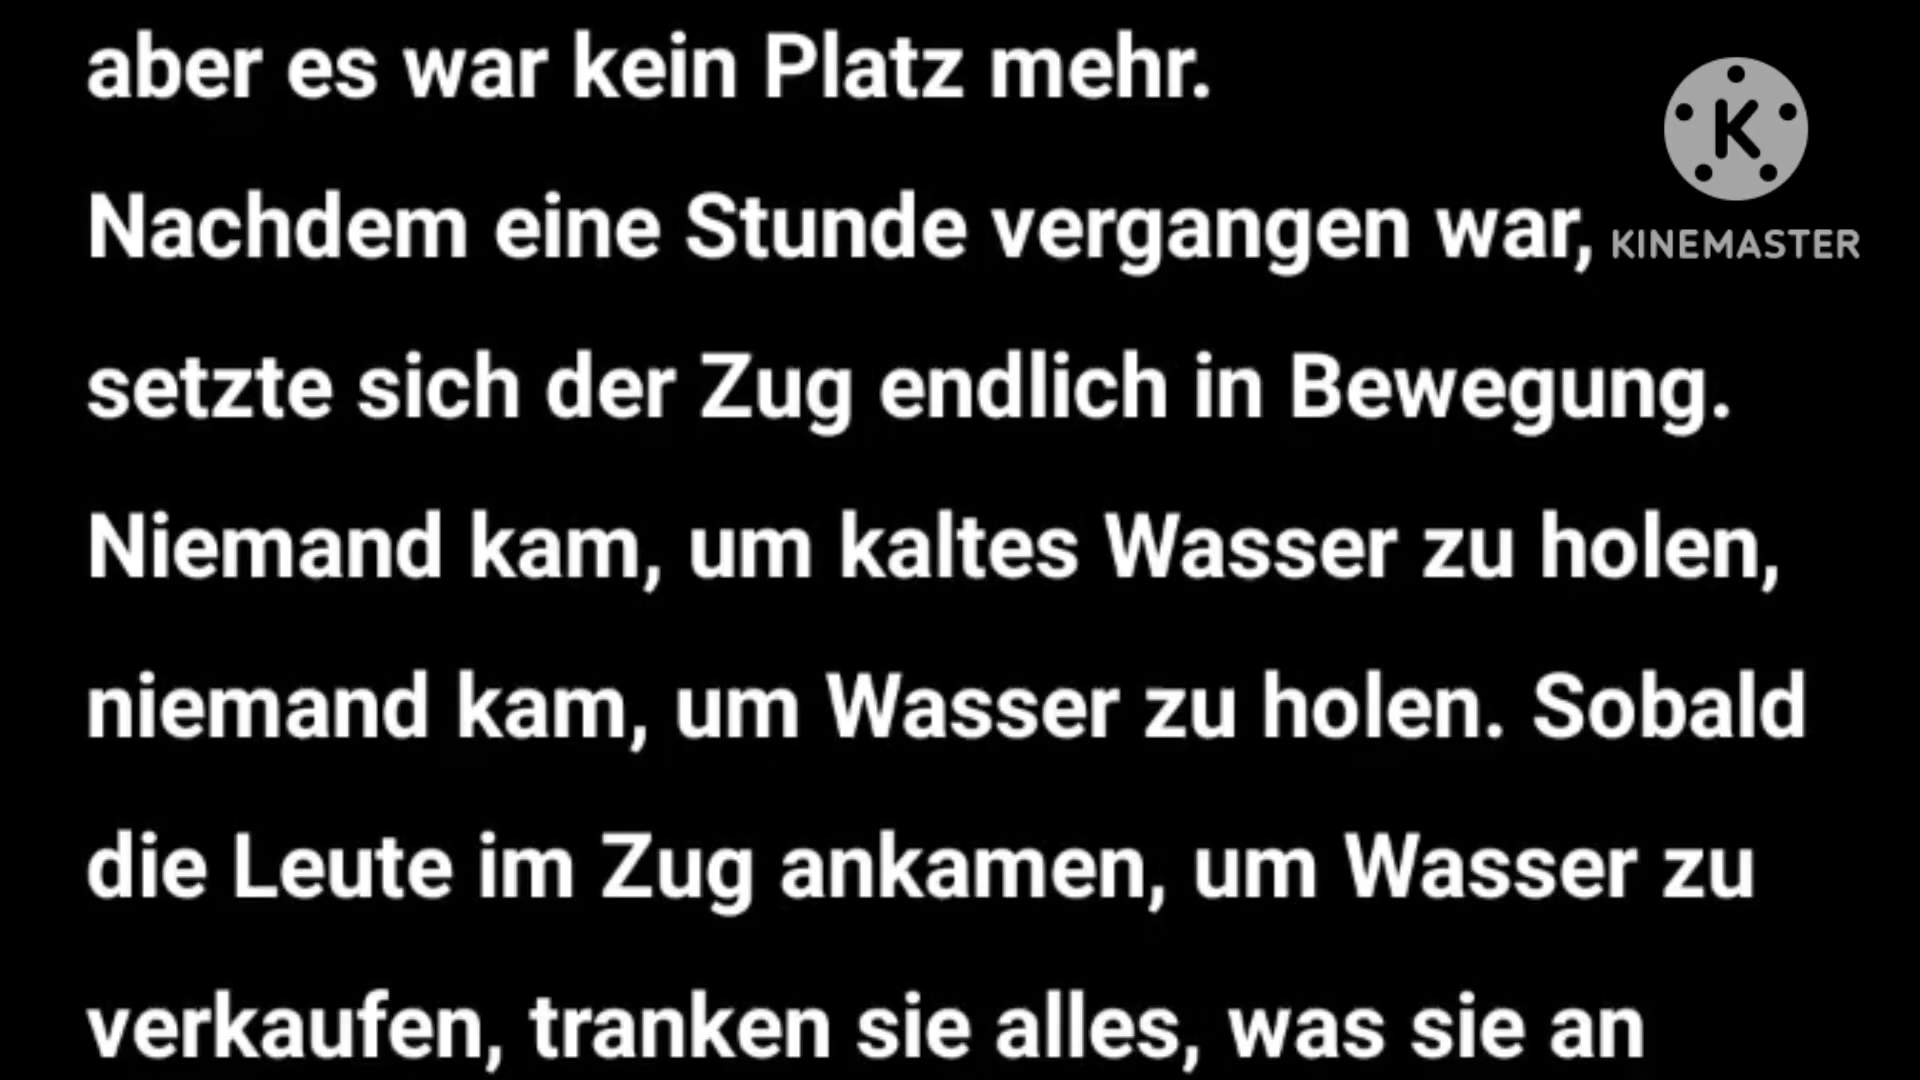 aber es war kein Platz mehr.
Nachdem eine Stunde vergangen war,
KINEMASTER
setzte sich der Zug endlich in Bewegung.
Niemand kam, um kaltes Wasser zu holen,
niemand kam, um Wasser zu holen. Sobald
die Leute im Zug ankamen, um Wasser zu
verkaufen, tranken sie alles, was sie an